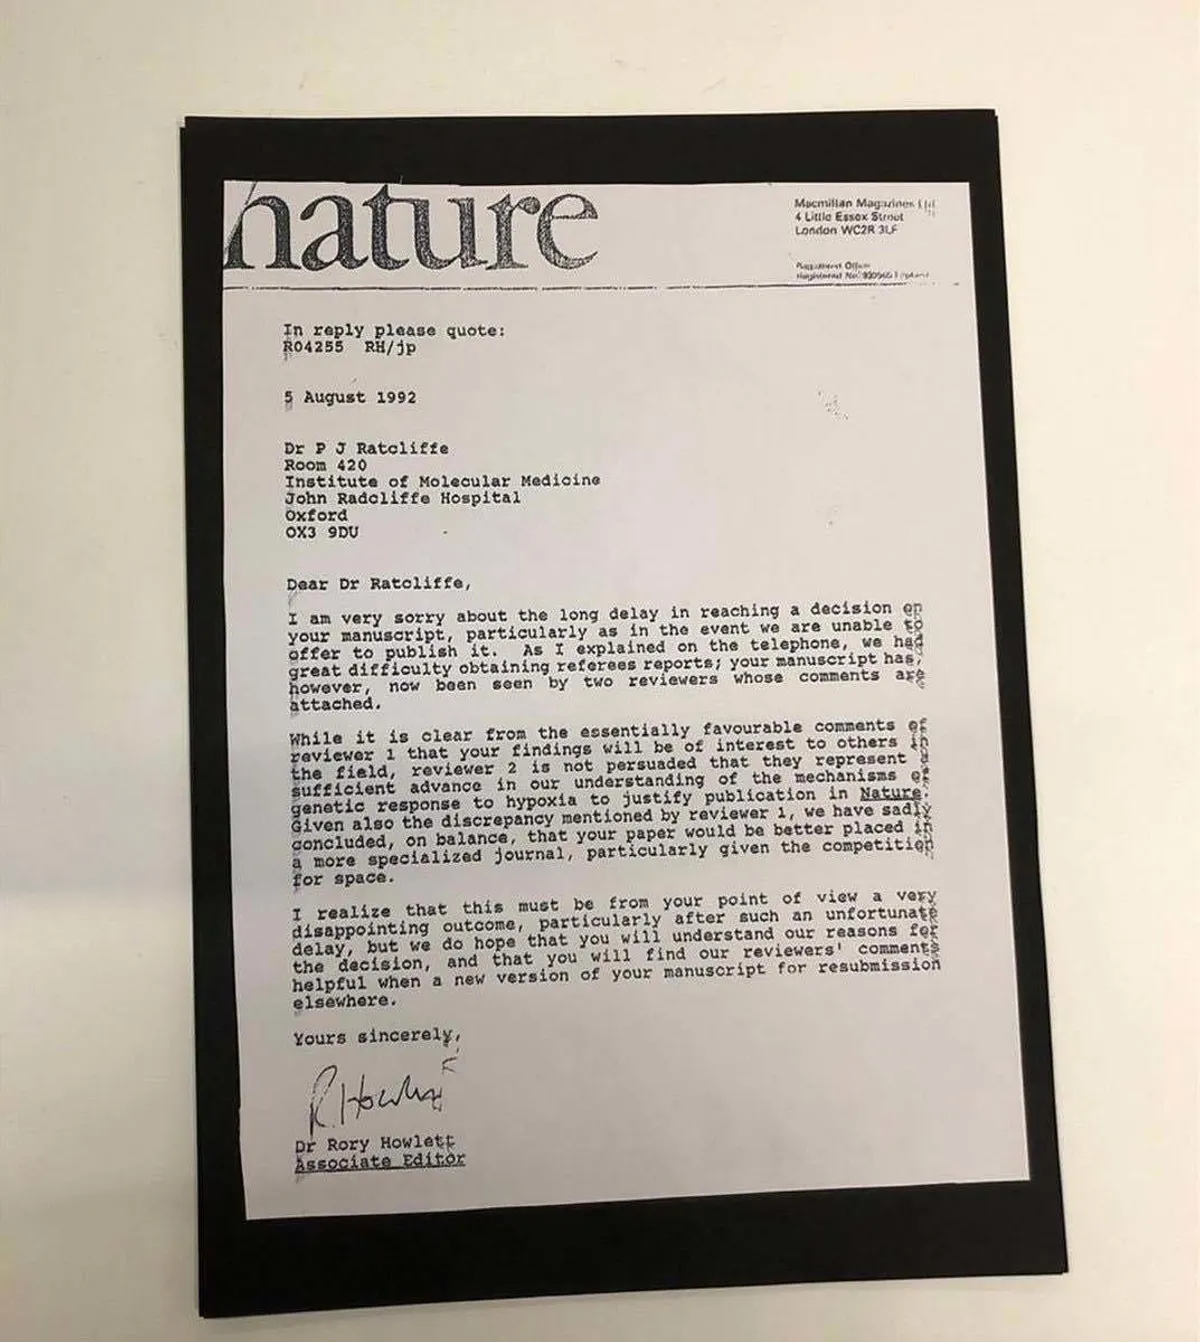 nature
Macmillan Magazines Ltd
4 Little Essex Street
London WC2R 3LF
Registered Office
Registered No.
In reply please quote:
R04255 RH/jp
5 August 1992
Dr P J Ratcliffe
Room 420
Institute of Molecular Medicine
John Radcliffe Hospital
Oxford
OX3 9DU
Dear Dr Ratcliffe,
I am very sorry about the long delay in reaching a decision on
your manuscript, particularly as in the event we are unable to
offer to publish it. As I explained on the telephone, we had
great difficulty obtaining referees reports; your manuscript has,
however, now been seen by two reviewers whose comments are
attached.
While it is clear from the essentially favourable comments of
reviewer 1 that your findings will be of interest to others in
the field, reviewer 2 is not persuaded that they represent a
sufficient advance in our understanding of the mechanisms of
genetic response to hypoxia to justify publication in Nature.
Given also the discrepancy mentioned by reviewer 1, we have sadly
concluded, on balance, that your paper would be better placed in
a more specialized journal, particularly given the competition
for space.
I realize that this must be from your point of view a very
disappointing outcome, particularly after such an unfortunate
delay, but we do hope that you will understand our reasons for
the decision, and that you will find our reviewers' comments
helpful when a new version of your manuscript for resubmission
elsewhere.
Yours sincerely,
R Howlett
Dr Rory Howlett
Associate Editor